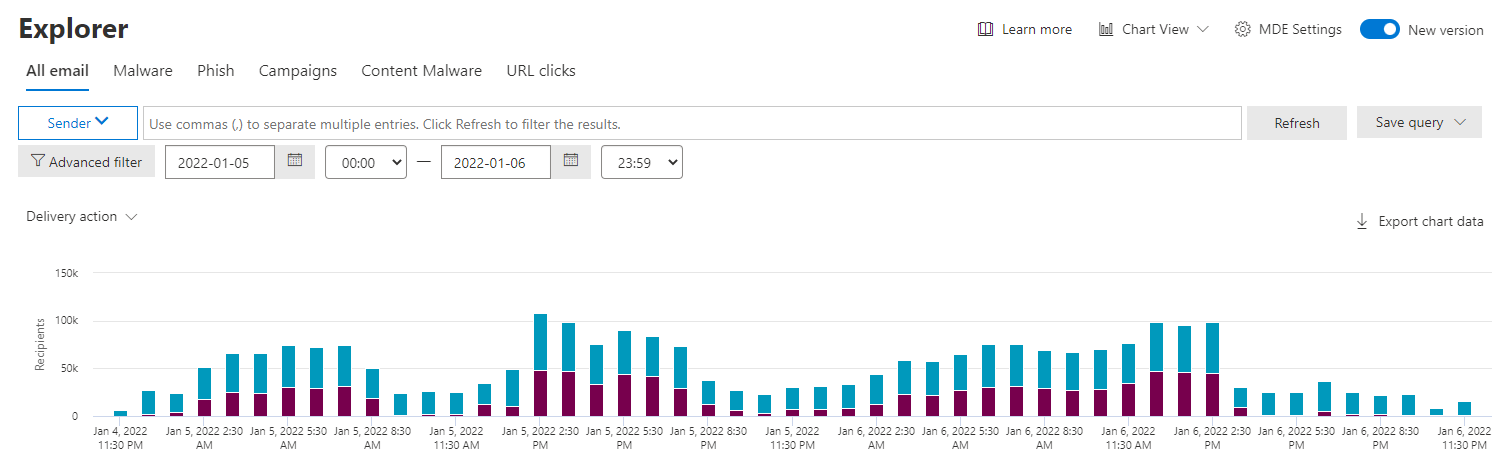 Explorer
Learn more
Chart View
MDE Settings
New version
All email
Malware
Phish
Campaigns
Content Malware
URL clicks
Sender
Use commas (,) to separate multiple entries. Click Refresh to filter the results.
Refresh
Save query
Advanced filter
2022-01-05
00:00
—
2022-01-06
23:59
Delivery action
Export chart data
Recipients
150k
100k
50k
0
Jan 4, 2022
11:30 PM
Jan 5, 2022 2:30
AM
Jan 5, 2022 5:30
AM
Jan 5, 2022 8:30
AM
Jan 5, 2022
11:30 AM
Jan 5, 2022 2:30
PM
Jan 5, 2022 5:30
PM
Jan 5, 2022 8:30
PM
Jan 5, 2022
11:30 PM
Jan 6, 2022 2:30
AM
Jan 6, 2022 5:30
AM
Jan 6, 2022 8:30
AM
Jan 6, 2022
11:30 AM
Jan 6, 2022 2:30
PM
Jan 6, 2022 5:30
PM
Jan 6, 2022 8:30
PM
Jan 6, 2022
11:30 PM